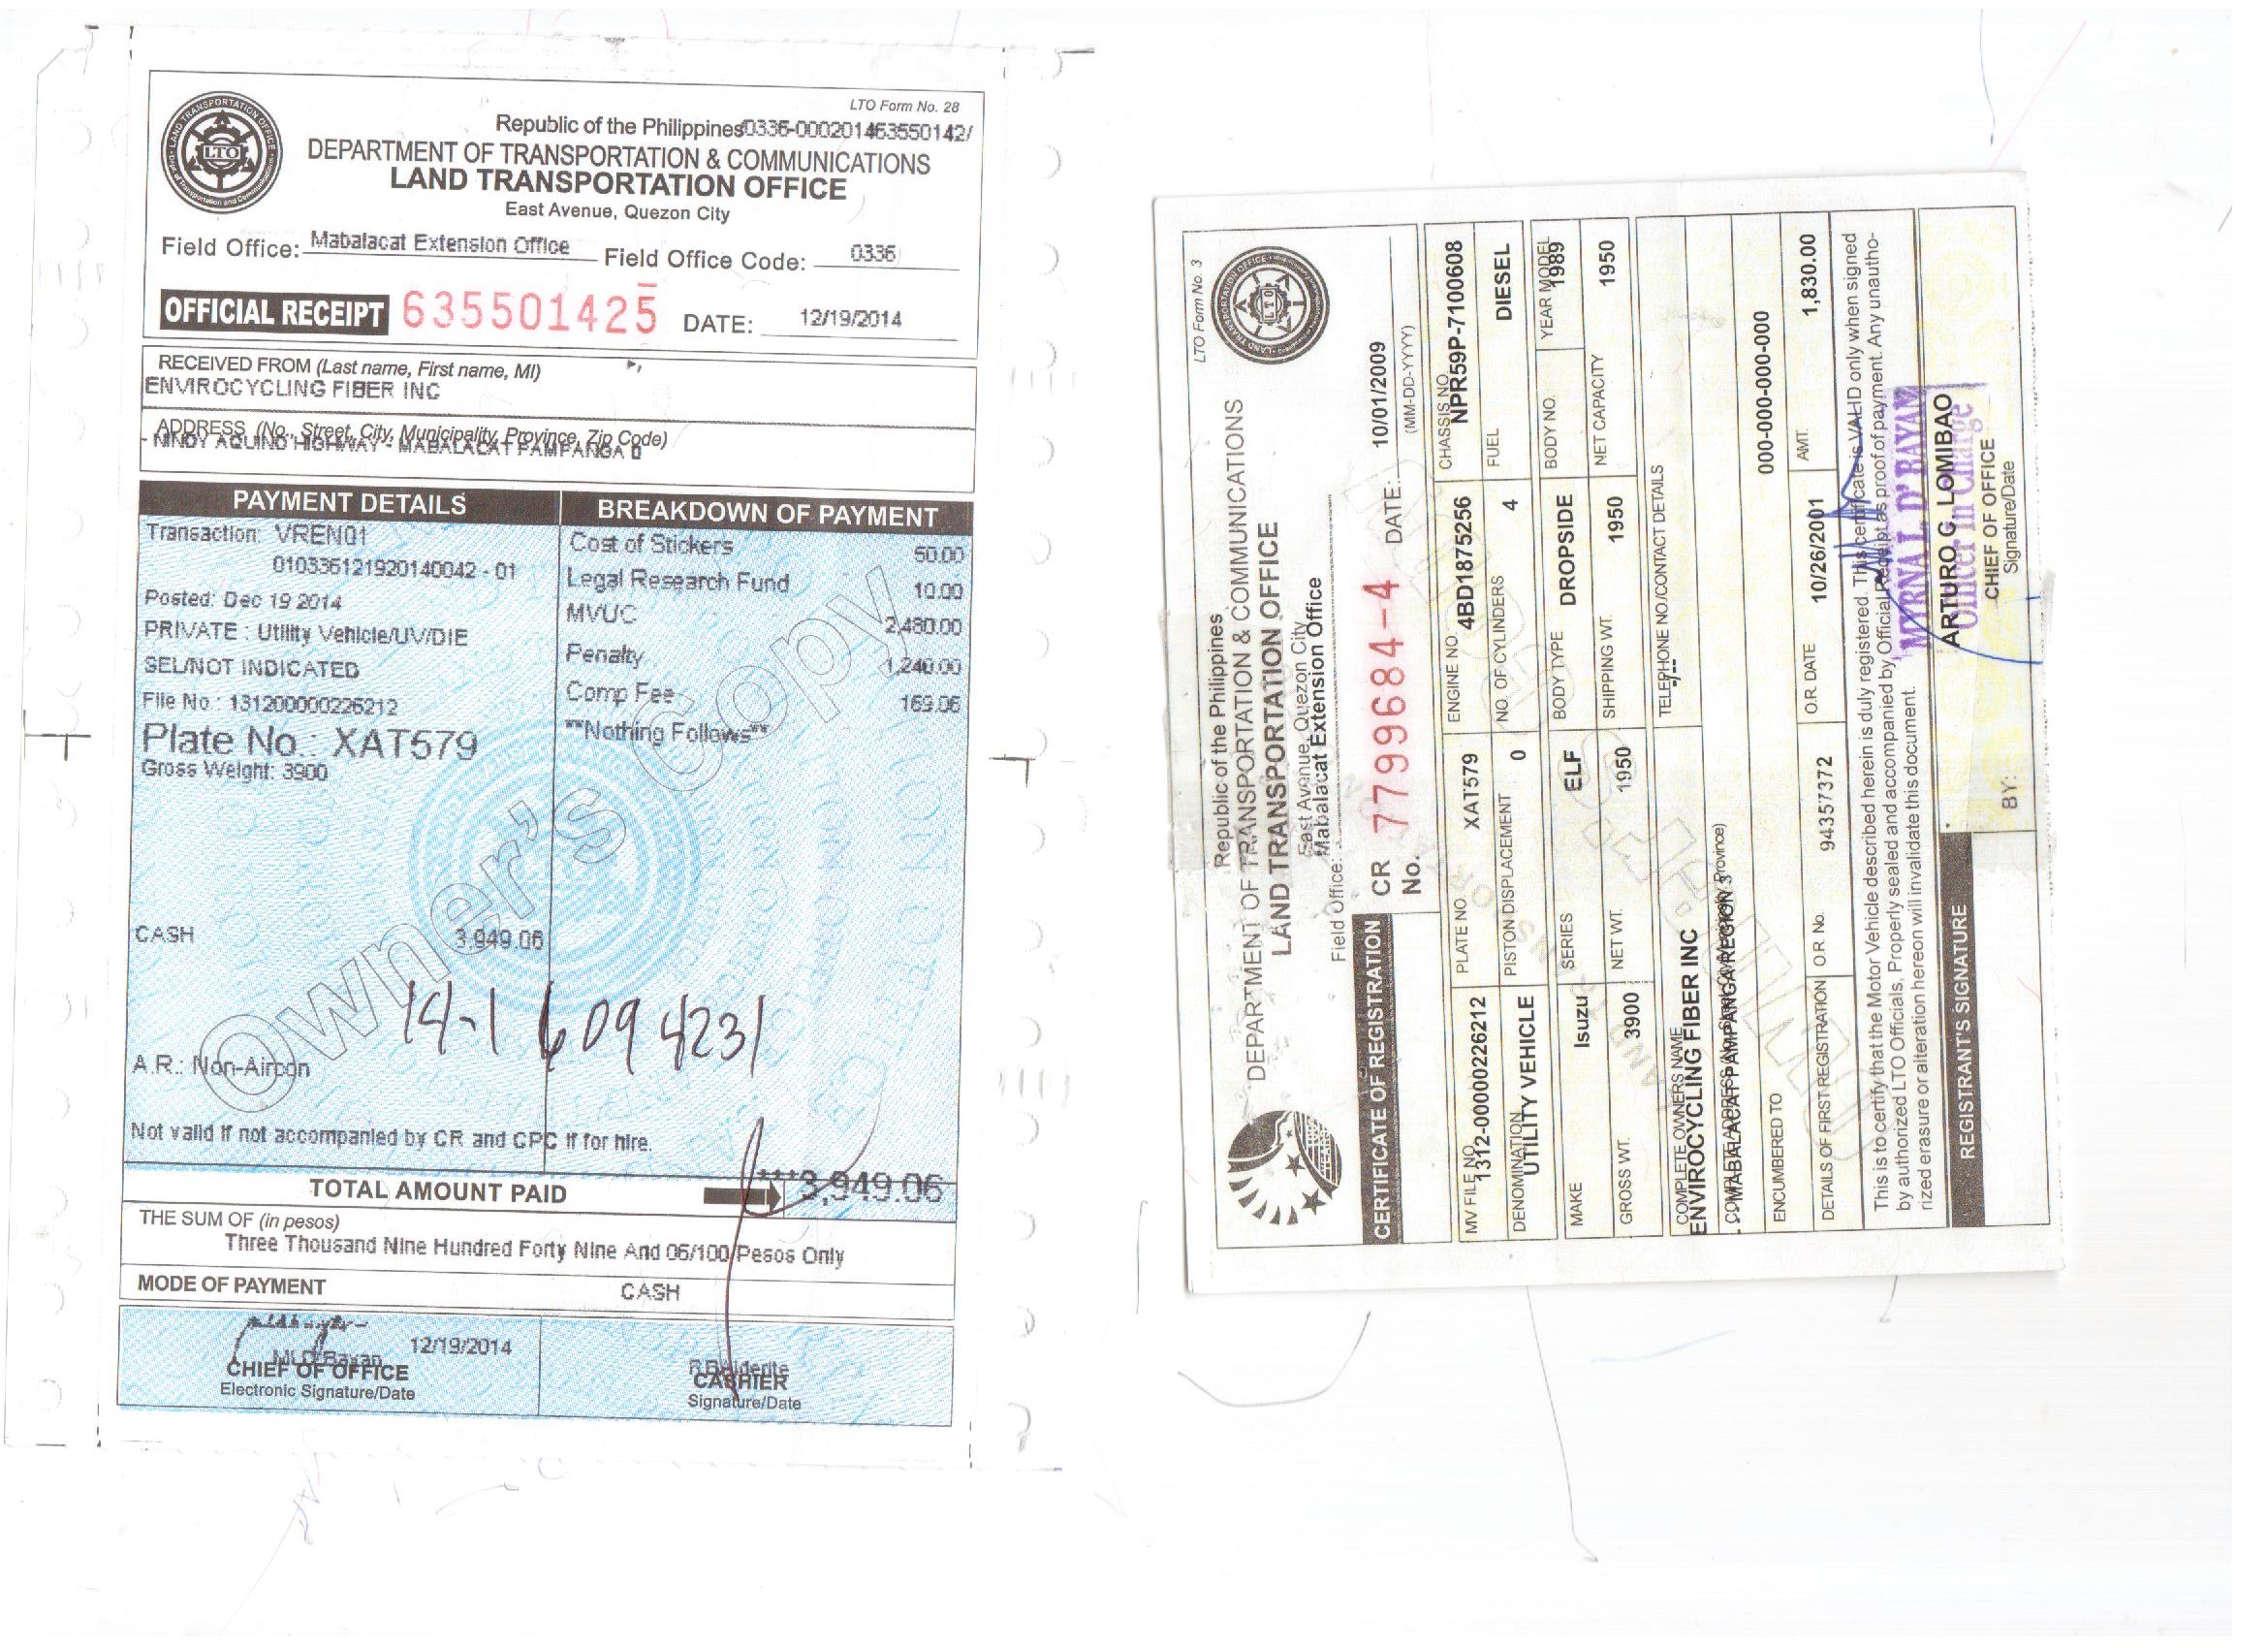 LTO Form No. 28
Republic of the Philippines 0336-000201463550142/
DEPARTMENT OF TRANSPORTATION & COMMUNICATIONS
LAND TRANSPORTATION OFFICE
East Avenue, Quezon City
Field Office: Mabalacat Extension Office Field Office Code: 0336
OFFICIAL RECEIPT 635501425 DATE: 12/19/2014
RECEIVED FROM (Last name, First name, MI)
ENVIROCYCLING FIBER INC
ADDRESS (No., Street, City, Municipality, Province, Zip Code)
- NINOY AQUINO HIGHWAY - MABALACAT PAMPANGA 0
PAYMENT DETAILS BREAKDOWN OF PAYMENT
Transaction: VREN01
010336121920140042 - 01
Posted: Dec 19 2014
PRIVATE : Utility Vehicle/UV/DIE
SEL/NOT INDICATED
File No.: 131200000226212
Plate No.: XAT579
Gross Weight: 3900
Cost of Stickers 50.00
Legal Research Fund 10.00
MVUC 2,480.00
Penalty 1,240.00
Comp Fee 169.06
**Nothing Follows**
Owner's Copy
CASH 3,949.06
14-16094231
A.R.: Non-Aircon
Not valid if not accompanied by CR and CPC if for hire.
TOTAL AMOUNT PAID ***3,949.06
THE SUM OF (in pesos)
Three Thousand Nine Hundred Forty Nine And 06/100 Pesos Only
MODE OF PAYMENT CASH
12/19/2014
CHIEF OF OFFICE
Electronic Signature/Date
CASHIER
Signature/Date
LTO Form No. 3
Republic of the Philippines
DEPARTMENT OF TRANSPORTATION & COMMUNICATIONS
LAND TRANSPORTATION OFFICE
East Avenue, Quezon City
Field Office: Mabalacat Extension Office
CERTIFICATE OF REGISTRATION CR No. 7799684-4 DATE: 10/01/2009
(MM-DD-YYYY)
MV FILE NO. PLATE NO. ENGINE NO. CHASSIS NO.
1312-00000226212 XAT579 4BD1875256 NPR59P-7100608
DENOMINATION PISTON DISPLACEMENT NO. OF CYLINDERS FUEL
UTILITY VEHICLE 0 4 DIESEL
MAKE SERIES BODY TYPE BODY NO. YEAR MODEL
Isuzu ELF DROPSIDE 1989
GROSS WT. NET WT. SHIPPING WT. NET CAPACITY
3900 1950 1950 1950
COMPLETE OWNERS NAME TELEPHONE NO/CONTACT DETAILS
ENVIROCYCLING FIBER INC -/--
MABALACAT PAMPANGA REGION 3
ENCUMBERED TO 000-000-000-000
DETAILS OF FIRST REGISTRATION O.R No. 94357372 O.R. DATE 10/26/2001 AMT. 1,830.00
This is to certify that the Motor Vehicle described herein is duly registered. This certificate is VALID only when signed
by authorized LTO Officials, Properly sealed and accompanied by Official Receipt as proof of payment. Any unautho-
rized erasure or alteration hereon will invalidate this document.
MYRNA L. D'BAYAN
ARTURO C. LOMIBAO
Officer in Charge
CHIEF OF OFFICE
Signature/Date
REGISTRANT'S SIGNATURE
BY: